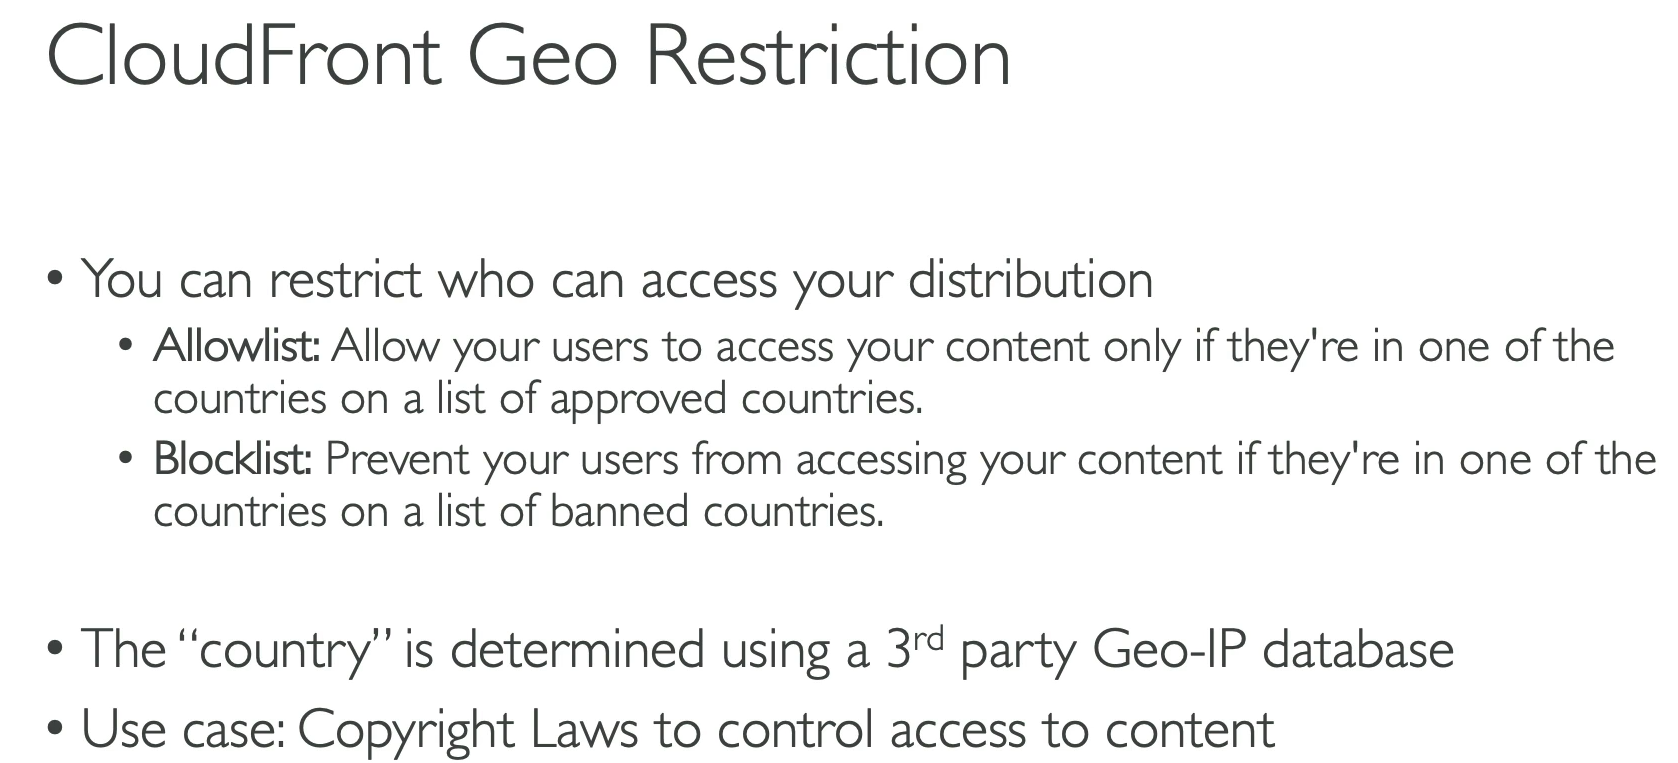 CloudFront Geo Restriction
• You can restrict who can access your distribution
• Allowlist: Allow your users to access your content only if they're in one of the
countries on a list of approved countries.
• Blocklist: Prevent your users from accessing your content if they're in one of the
countries on a list of banned countries.
• The “country” is determined using a 3rd party Geo-IP database
• Use case: Copyright Laws to control access to content